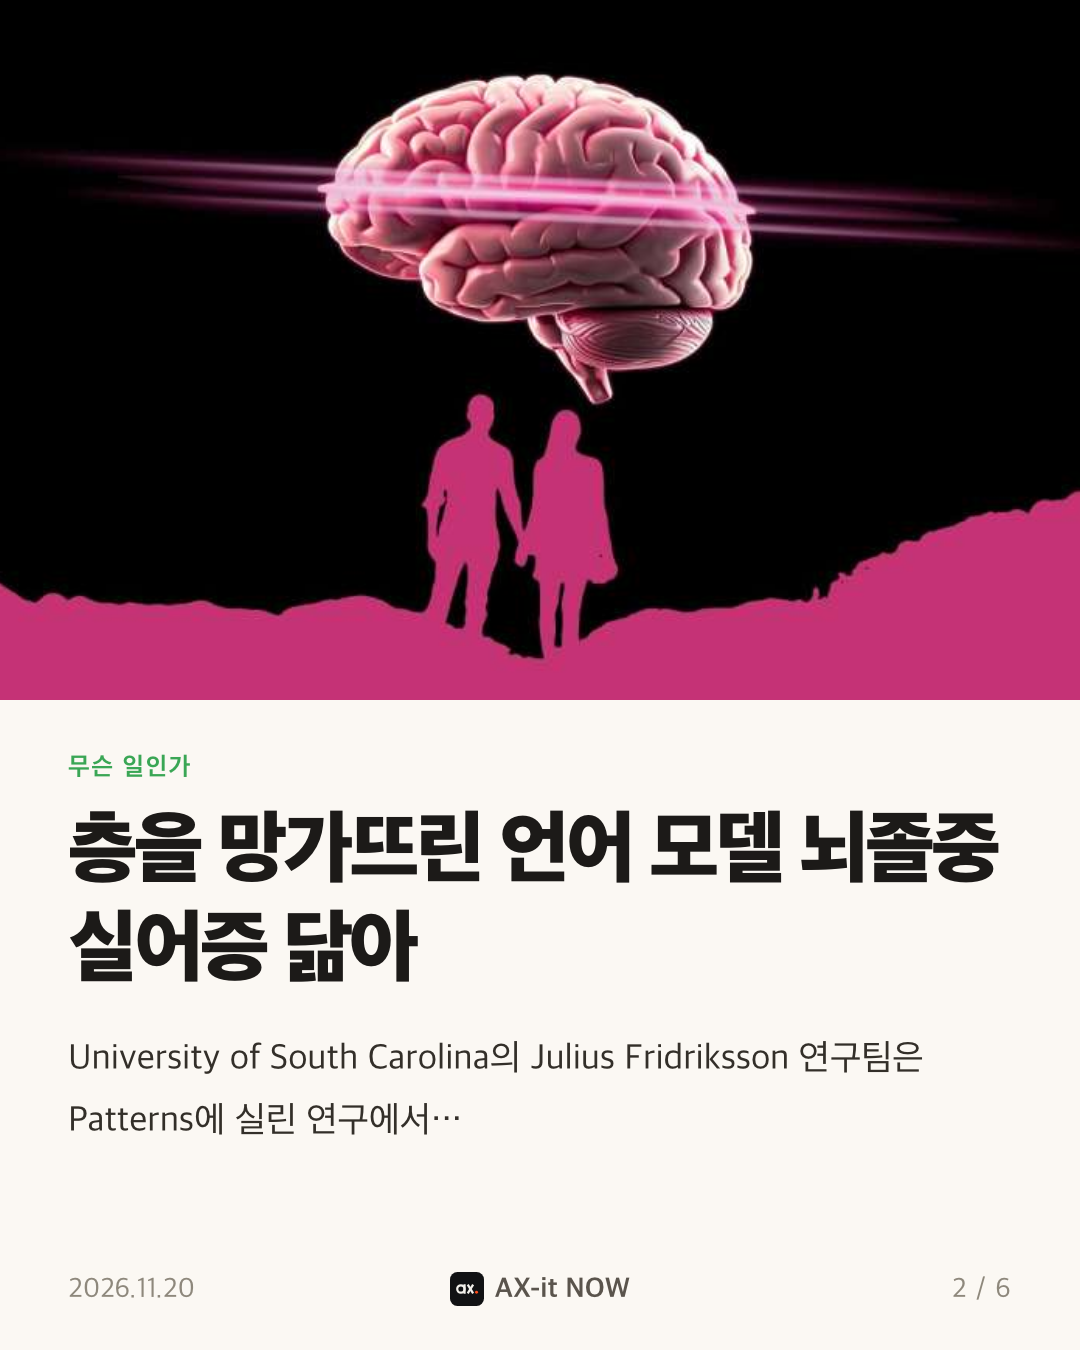 무슨 일인가
층을 망가뜨린 언어 모델 뇌졸중
실어증 닮아
University of South Carolina의 Julius Fridriksson 연구팀은
Patterns에 실린 연구에서…
2026.11.20
ax. AX-it NOW
2 / 6